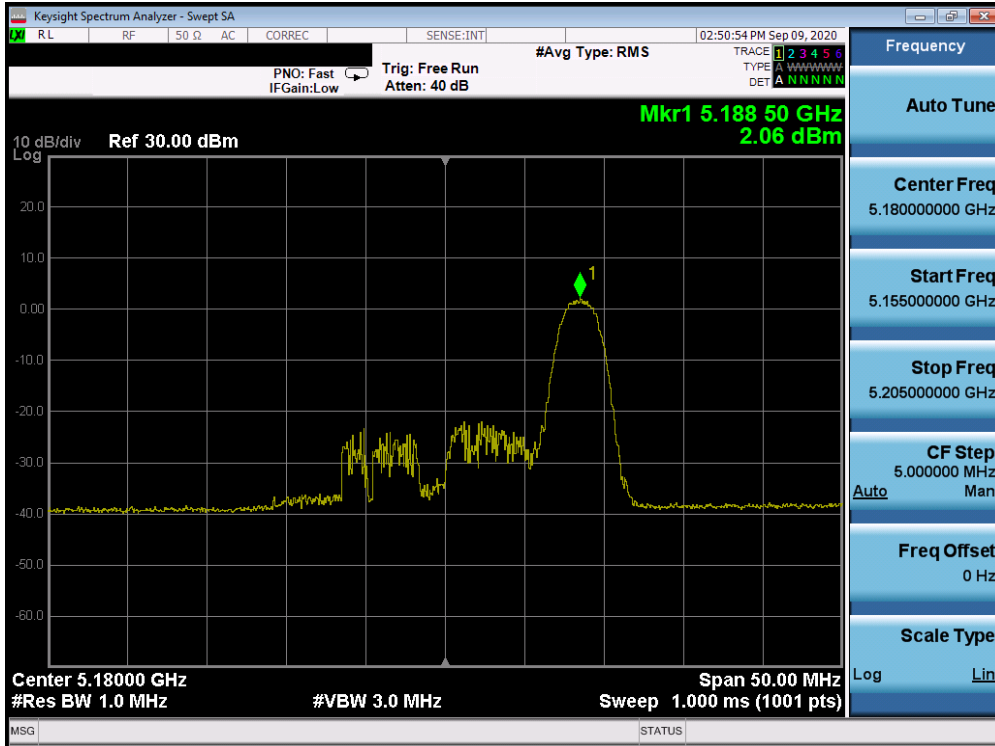 Keysight Spectrum Analyzer - Swept SA
LXI RL RF 50 Ω AC CORREC SENSE:INT 02:50:54 PM Sep 09, 2020
Frequency
#Avg Type: RMS
TRACE 1 2 3 4 5 6
PNO: Fast Trig: Free Run
TYPE A WWWWW
IFGain:Low Atten: 40 dB
DET A N N N N N
Auto Tune
Mkr1 5.188 50 GHz
2.06 dBm
10 dB/div Ref 30.00 dBm
Log
Center Freq
5.180000000 GHz
20.0
10.0
Start Freq
5.155000000 GHz
1
0.00
-10.0
Stop Freq
5.205000000 GHz
-20.0
CF Step
5.000000 MHz
Auto Man
-30.0
-40.0
Freq Offset
0 Hz
-50.0
-60.0
Scale Type
Log Lin
Center 5.18000 GHz Span 50.00 MHz
#Res BW 1.0 MHz #VBW 3.0 MHz Sweep 1.000 ms (1001 pts)
MSG STATUS